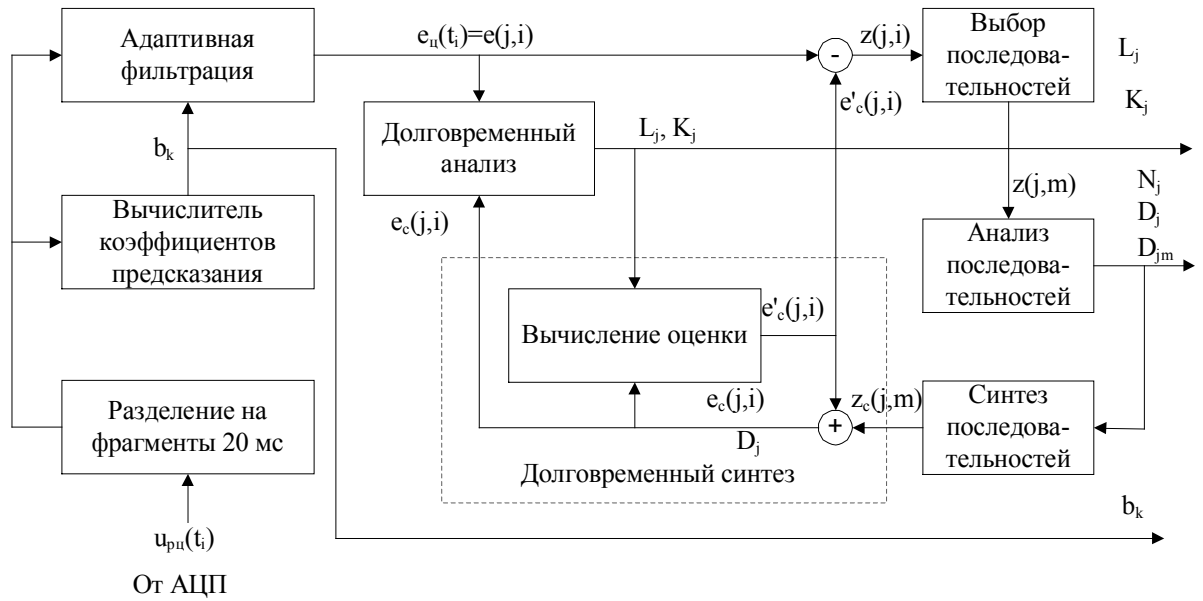 Адаптивная
фильтрация
eц(ti)=e(j,i)
-
z(j,i)
Выбор
последова-
тельностей
Lj
Kj
e'c(j,i)
Долговременный
анализ
Lj, Kj
bk
z(j,m)
Nj
Dj
Djm
Вычислитель
коэффициентов
предсказания
ec(j,i)
Анализ
последова-
тельностей
Вычисление оценки
e'c(j,i)
Разделение на
фрагменты 20 мс
ec(j,i)
zc(j,m)
+
Dj
Синтез
последова-
тельностей
Долговременный синтез
bk
uрц(ti)
От АЦП